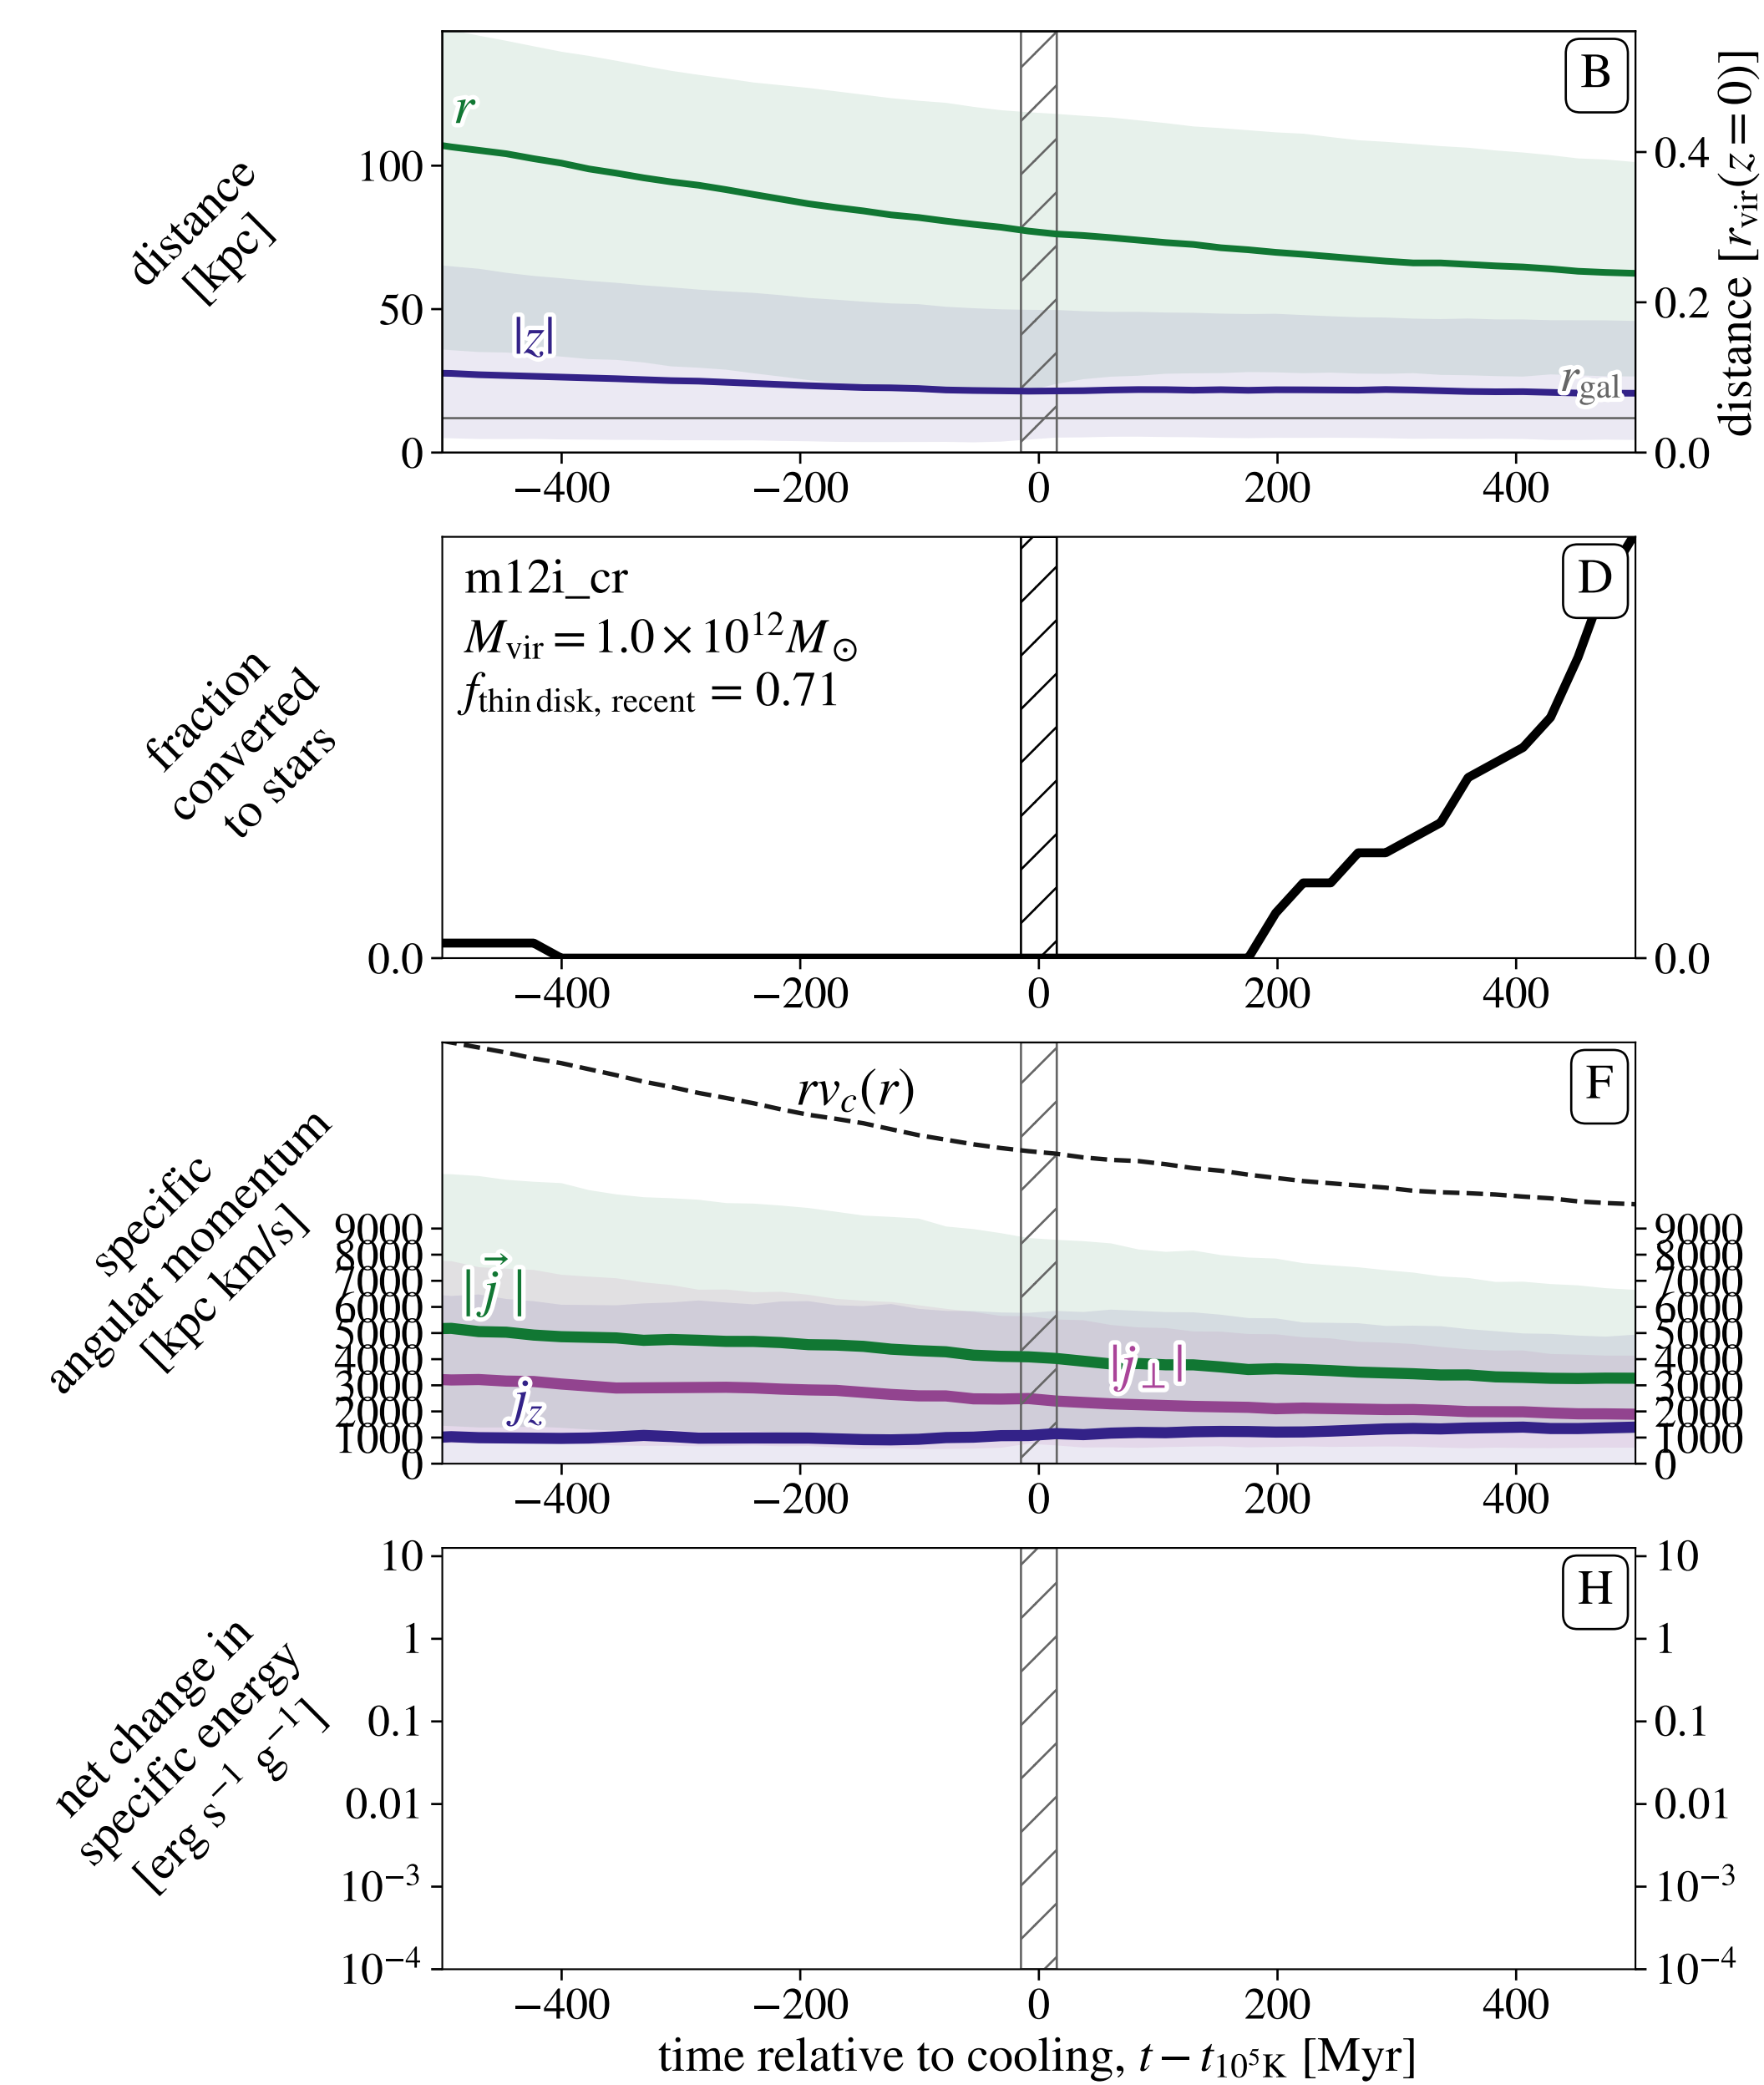 B
distance
[kpc]
100
50
0
r
|z|
r_gal
0.4
0.2
0.0
distance [r_vir(z=0)]
−400 −200 0 200 400
D
m12i_cr
M_vir = 1.0 × 10^12 M_⊙
f_thin disk, recent = 0.71
fraction
converted
to stars
0.0
0.0
−400 −200 0 200 400
F
rv_c(r)
specific
angular momentum
[kpc km/s]
9000 9000
8000 8000
7000 7000
6000 6000
5000 5000
4000 4000
3000 3000
2000 2000
1000 1000
0 0
|j⃗|
|j_⊥|
j_z
−400 −200 0 200 400
H
net change in
specific energy
[erg s^−1 g^−1]
10 10
1 1
0.1 0.1
0.01 0.01
10^−3 10^−3
10^−4 10^−4
−400 −200 0 200 400
time relative to cooling, t − t_10^5K [Myr]